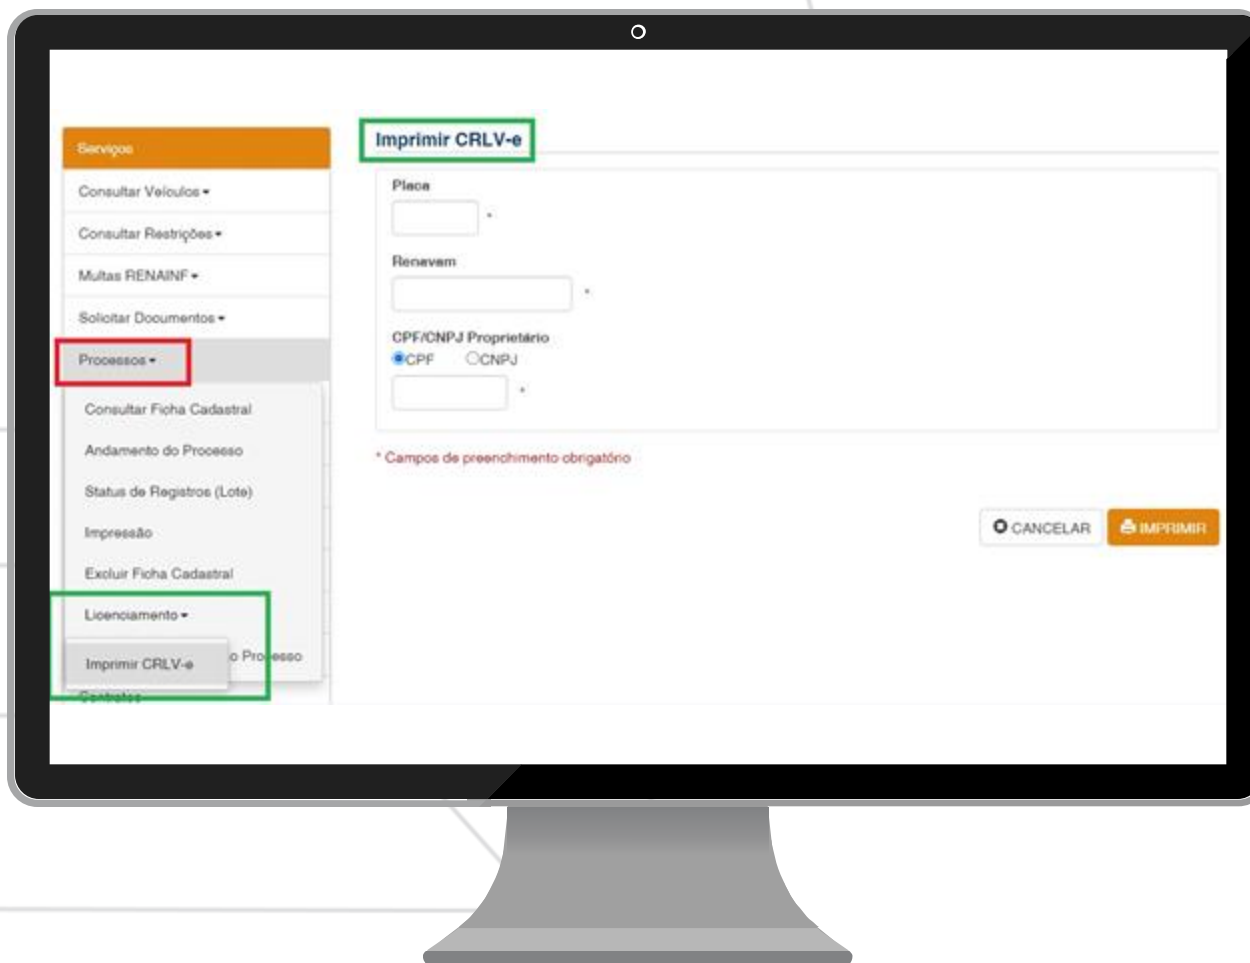 Serviços
Consultar Veículos
Consultar Restrições
Multas RENAINF
Solicitar Documentos
Processos
Consultar Ficha Cadastral
Andamento do Processo
Status de Registros (Lote)
Impressão
Excluir Ficha Cadastral
Licenciamento
Imprimir CRLV-e
o Processo
Contratos
Imprimir CRLV-e
Placa
*
Renavam
*
CPF/CNPJ Proprietário
CPF CNPJ
*
* Campos de preenchimento obrigatório
CANCELAR IMPRIMIR